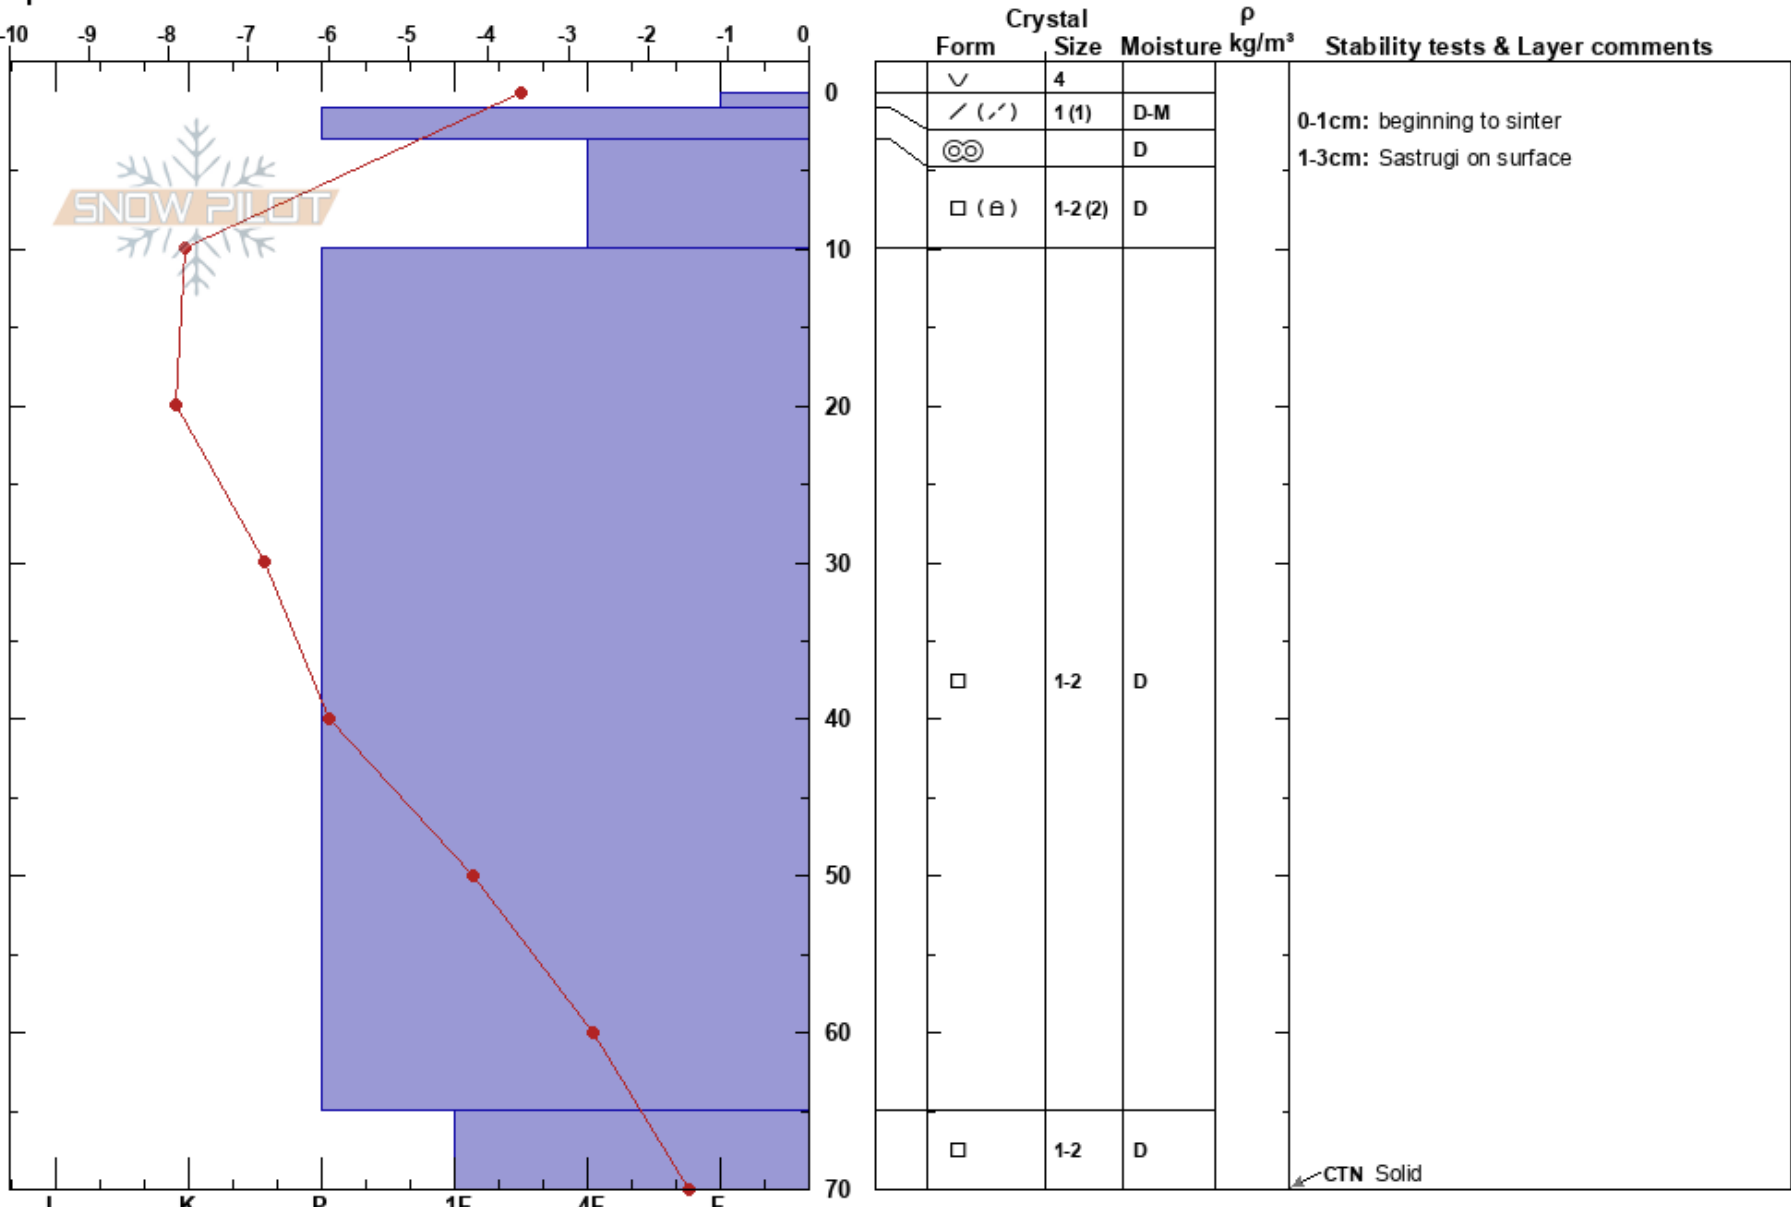 Crystal ρ
-10 -9 -8 -7 -6 -5 -4 -3 -2 -1 0 Form Size Moisture kg/m³ Stability tests & Layer comments
4
0
1 (1) D-M
0-1cm: beginning to sinter
D
1-3cm: Sastrugi on surface
SNOW PILOT
1-2 (2) D
10
20
30
1-2 D
40
50
60
1-2 D
CTN Solid
70
K P 1F 4F F